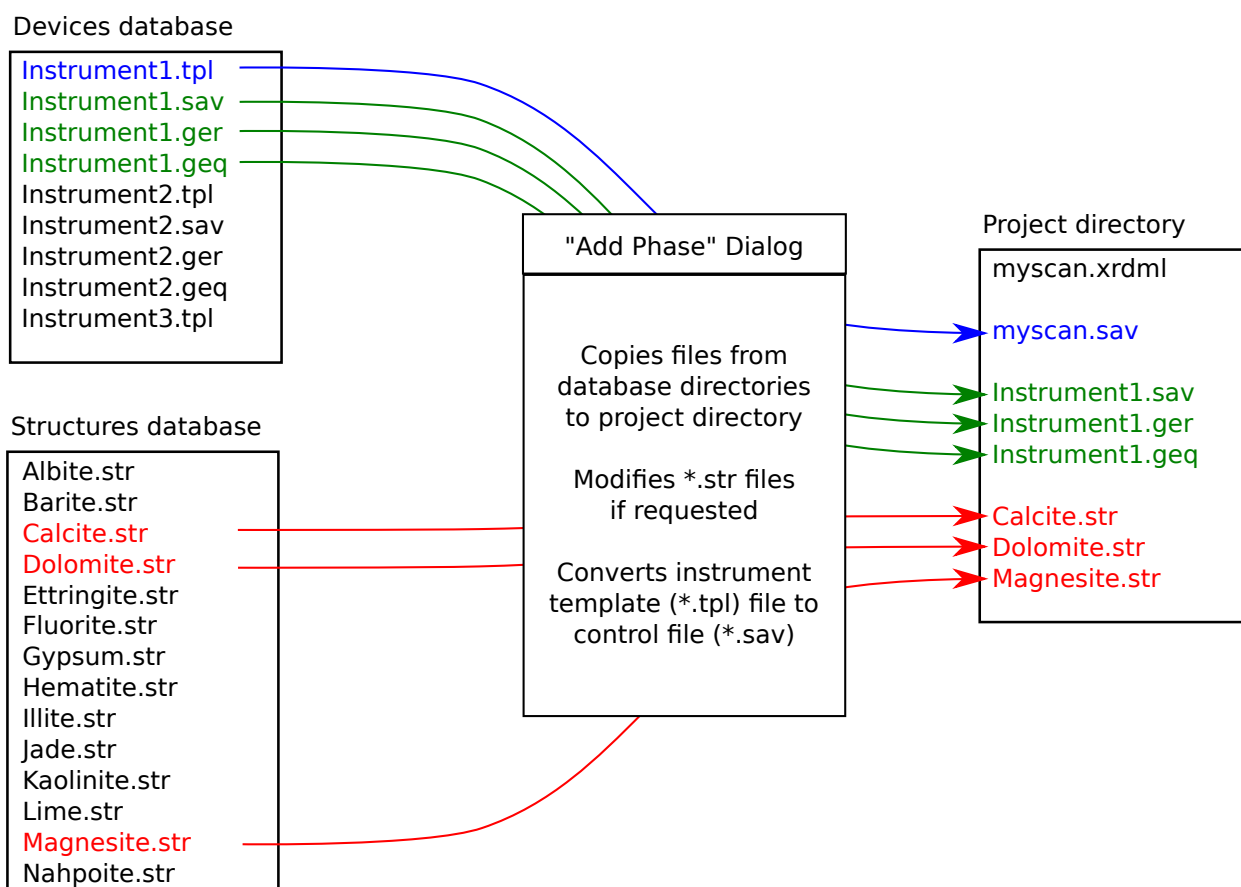 Devices database
Instrument1.tpl
Instrument1.sav
Instrument1.ger
Instrument1.geq
Instrument2.tpl
Instrument2.sav
Instrument2.ger
Instrument2.geq
Instrument3.tpl
Structures database
Albite.str
Barite.str
Calcite.str
Dolomite.str
Ettringite.str
Fluorite.str
Gypsum.str
Hematite.str
Illite.str
Jade.str
Kaolinite.str
Lime.str
Magnesite.str
Nahpoite.str
"Add Phase" Dialog
Copies files from
database directories
to project directory
Modifies *.str files
if requested
Converts instrument
template (*.tpl) file to
control file (*.sav)
Project directory
myscan.xrdml
myscan.sav
Instrument1.sav
Instrument1.ger
Instrument1.geq
Calcite.str
Dolomite.str
Magnesite.str